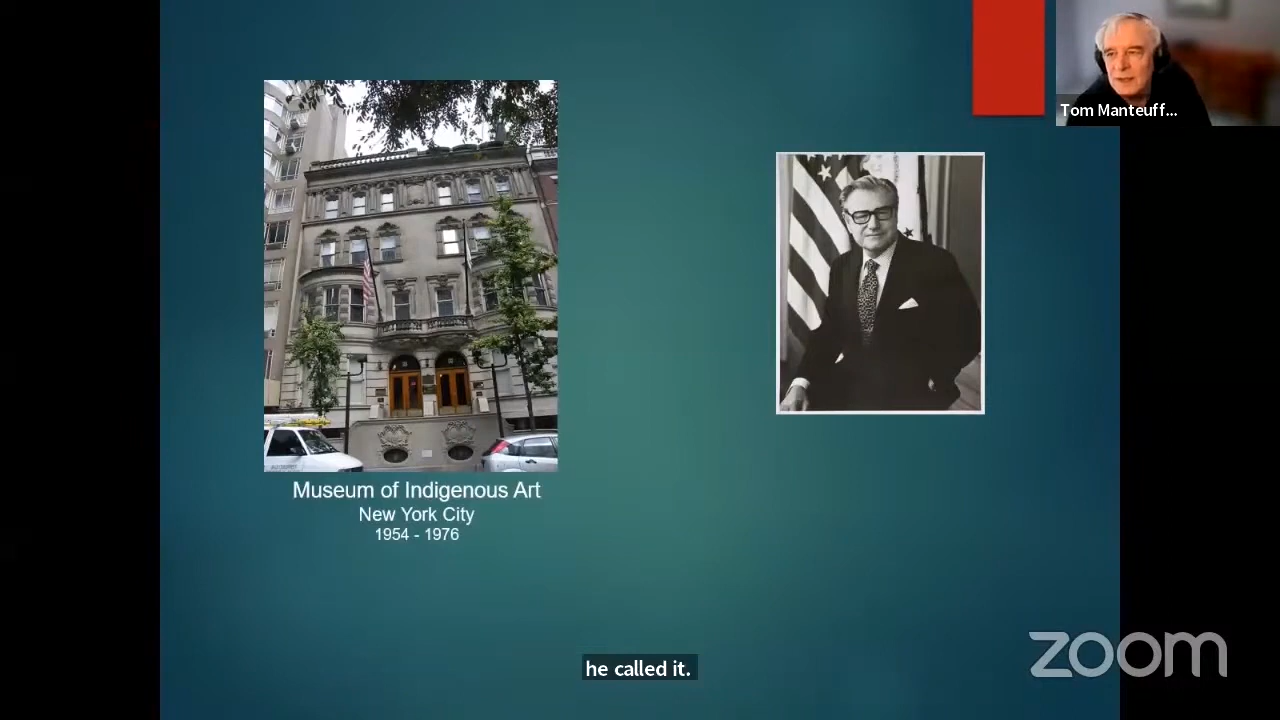 Tom Manteuff...
Museum of Indigenous Art
New York City
1954 - 1976
he called it.
zoom